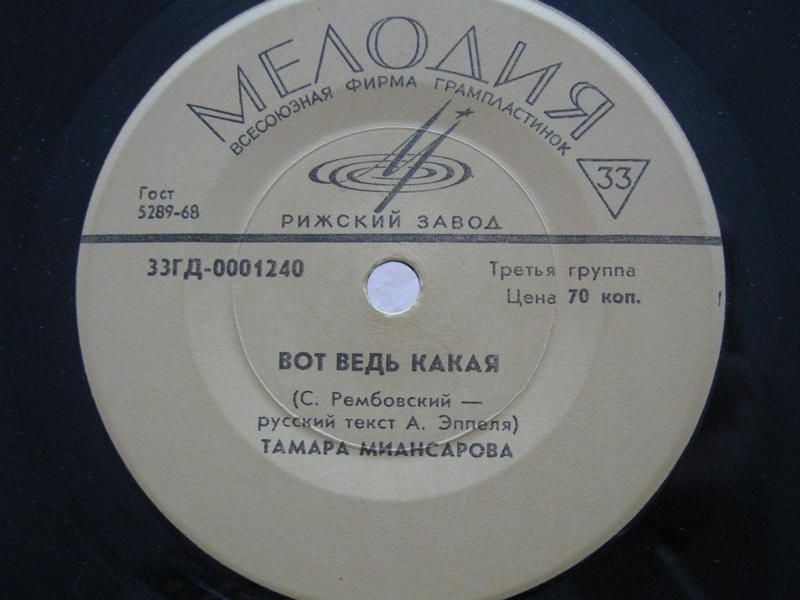 МЕЛОДИЯ
ВСЕСОЮЗНАЯ ФИРМА ГРАМПЛАСТИНОК
33
Гост
5289-68
РИЖСКИЙ ЗАВОД
33ГД-0001240
Третья группа
Цена 70 коп.
ВОТ ВЕДЬ КАКАЯ
(С. Рембовский —
русский текст А. Эппеля)
ТАМАРА МИАНСАРОВА